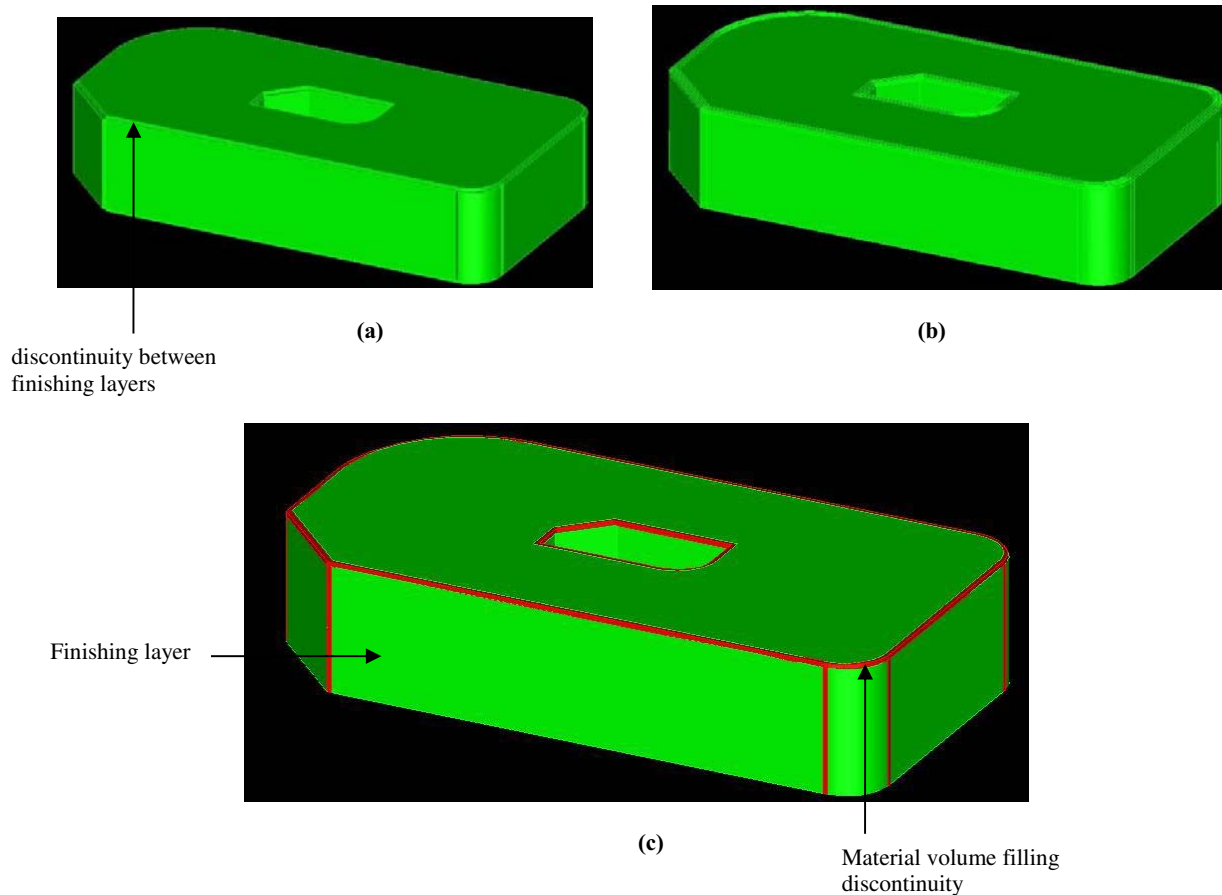 (a)
(b)
discontinuity between
finishing layers
Finishing layer
(c)
Material volume filling
discontinuity